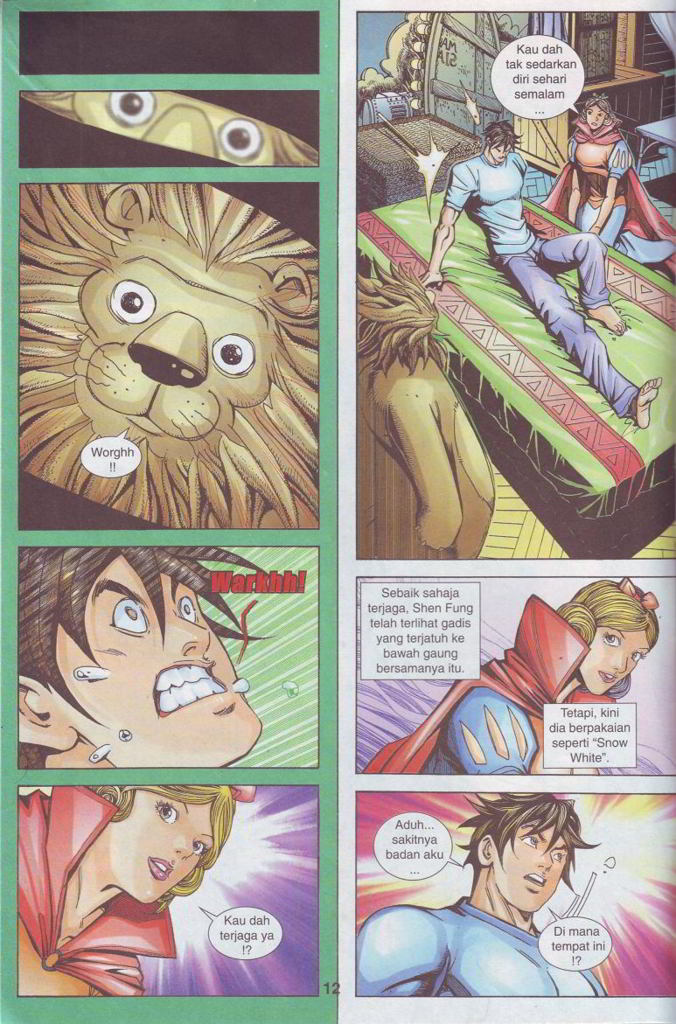 Worghh
!!
Warkhh!
Kau dah
terjaga ya
!?
12
Kau dah
tak sedarkan
diri sehari
semalam
...
Sebaik sahaja
terjaga, Shen Fung
telah terlihat gadis
yang terjatuh ke
bawah gaung
bersamanya itu.
Tetapi, kini
dia berpakaian
seperti “Snow
White”.
Aduh...
sakitnya
badan aku
...
Di mana
tempat ini
!?